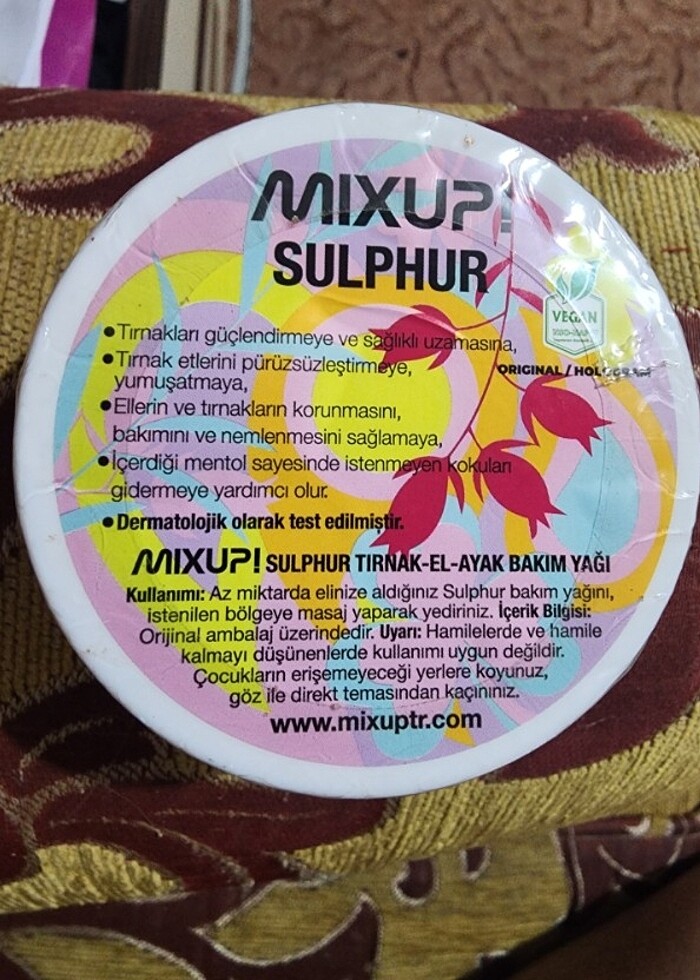 MIXUP!
SULPHUR
VEGAN
ORIGINAL / HOLOGRAM
• Tırnakları güçlendirmeye ve sağlıklı uzamasına,
• Tırnak etlerini pürüzsüzleştirmeye,
yumuşatmaya,
• Ellerin ve tırnakların korunmasını,
bakımını ve nemlenmesini sağlamaya,
• İçerdiği mentol sayesinde istenmeyen kokuları
gidermeye yardımcı olur.
• Dermatolojik olarak test edilmiştir.
MIXUP! SULPHUR TIRNAK-EL-AYAK BAKIM YAĞI
Kullanımı: Az miktarda elinize aldığınız Sulphur bakım yağını,
istenilen bölgeye masaj yaparak yediriniz. İçerik Bilgisi:
Orijinal ambalaj üzerindedir. Uyarı: Hamilelerde ve hamile
kalmayı düşünenlerde kullanımı uygun değildir.
Çocukların erişemeyeceği yerlere koyunuz,
göz ile direkt temasından kaçınınız.
www.mixuptr.com